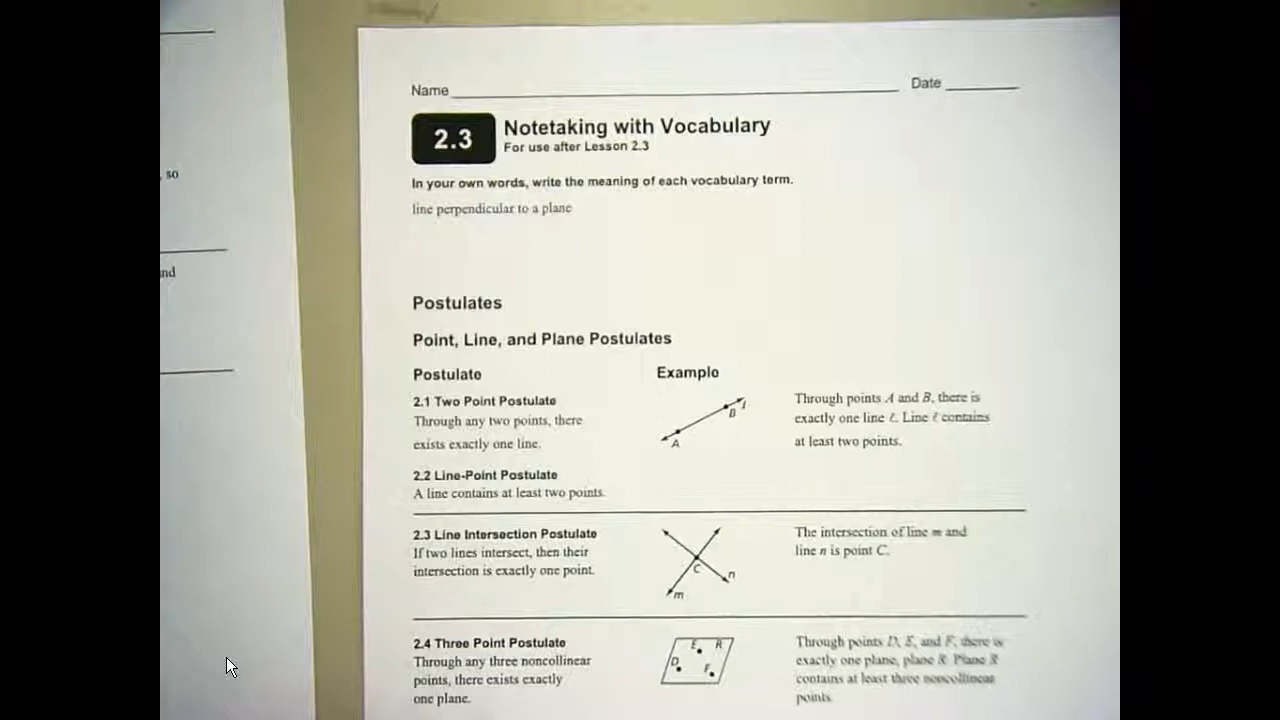 , so
nd
Name Date
2.3 Notetaking with Vocabulary
For use after Lesson 2.3
In your own words, write the meaning of each vocabulary term.
line perpendicular to a plane
Postulates
Point, Line, and Plane Postulates
Postulate Example
2.1 Two Point Postulate
Through any two points, there
exists exactly one line.
A
B
ℓ
Through points A and B, there is
exactly one line ℓ. Line ℓ contains
at least two points.
2.2 Line-Point Postulate
A line contains at least two points.
2.3 Line Intersection Postulate
If two lines intersect, then their
intersection is exactly one point.
C
n
m
The intersection of line m and
line n is point C.
2.4 Three Point Postulate
Through any three noncollinear
points, there exists exactly
one plane.
E R
D
F
Through points D, E, and F, there is
exactly one plane, plane R. Plane R
contains at least three noncollinear
points.